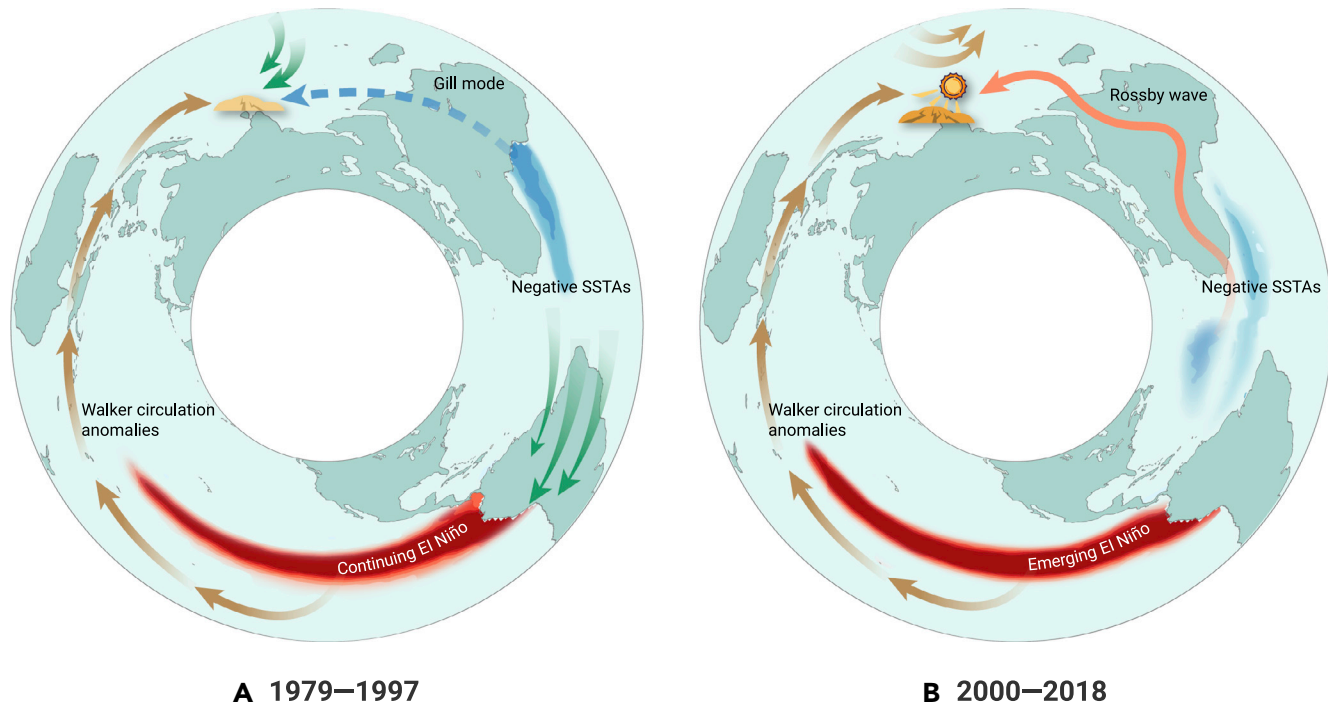 Gill mode
Negative SSTAs
Walker circulation
anomalies
Continuing El Niño
A 1979—1997
Rossby wave
Negative SSTAs
Walker circulation
anomalies
Emerging El Niño
B 2000—2018